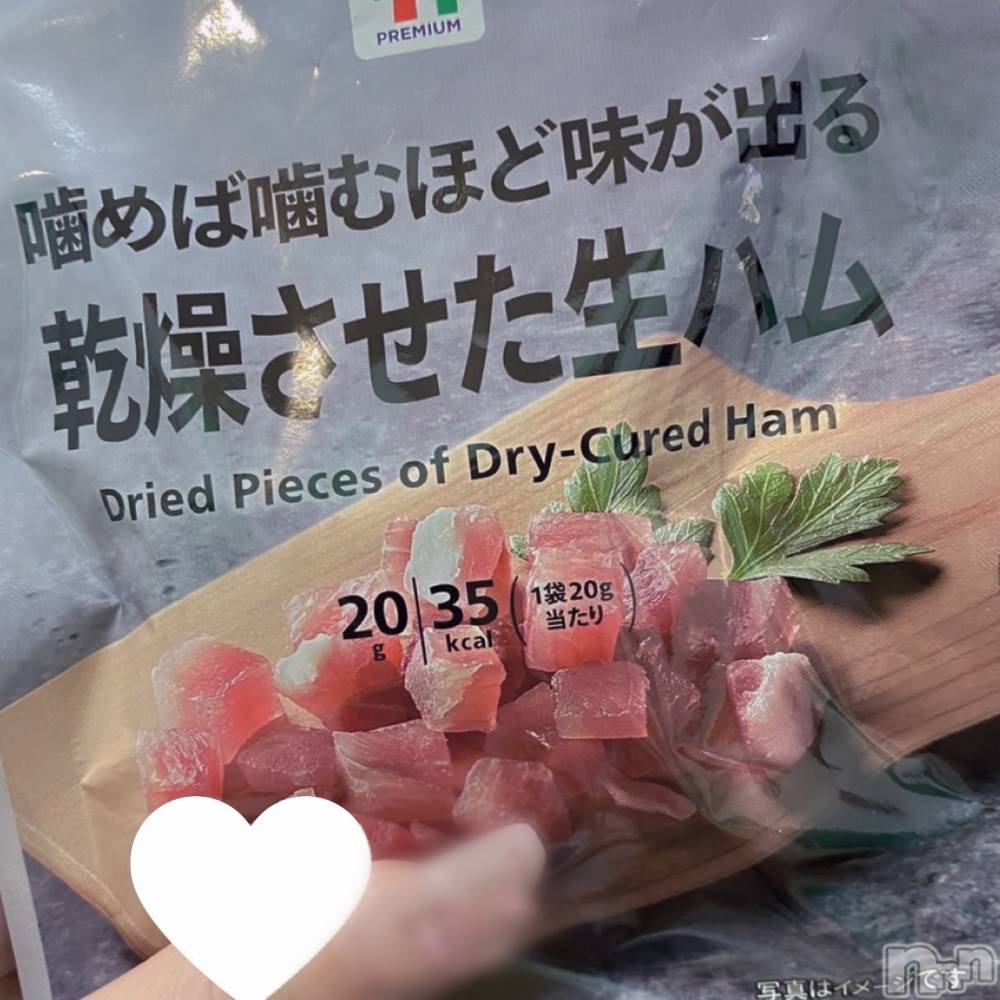 PREMIUM
噛めば噛むほど味が出る
乾燥させた生ハム
Dried Pieces of Dry-Cured Ham
20g 35kcal (1袋20g当たり)
写真はイメージです